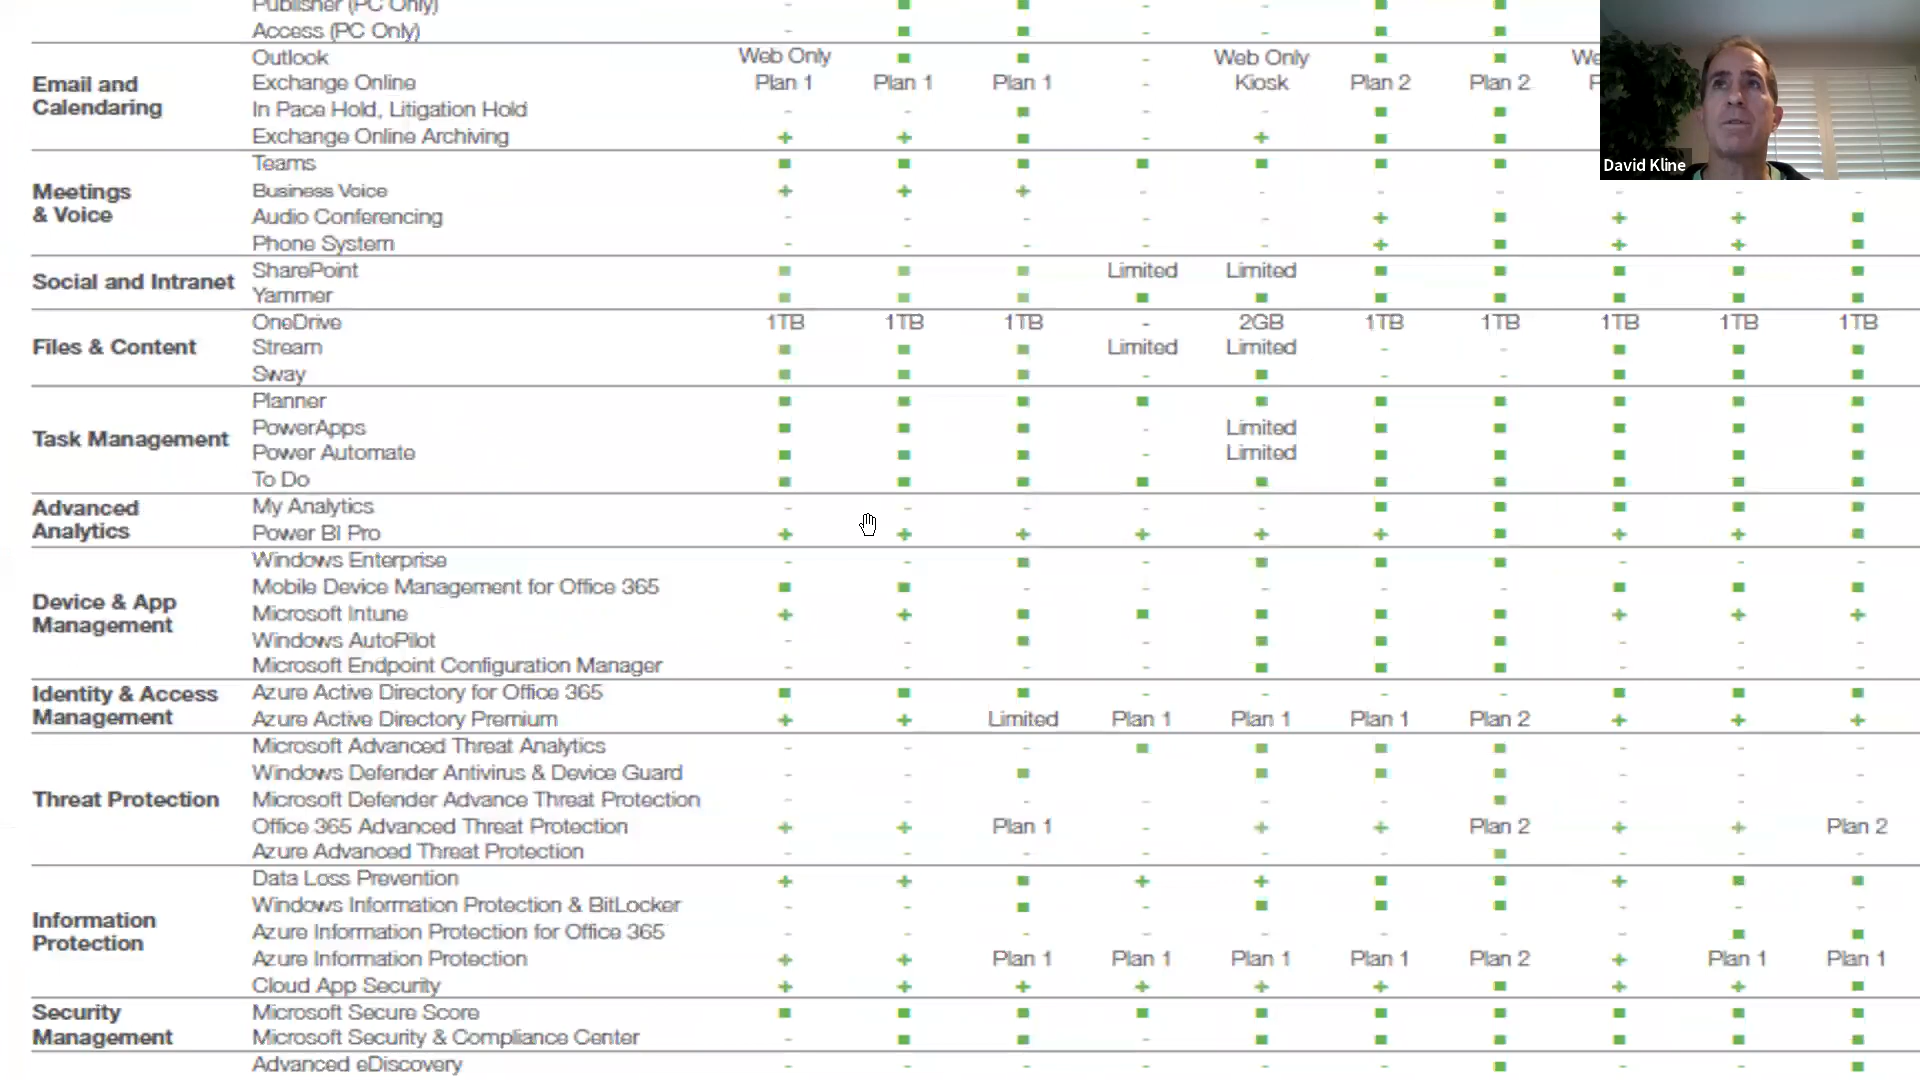 Publisher (PC Only) - ■ ■ - - ■ ■
Access (PC Only) - ■ ■ - - ■ ■
Email and Calendaring
Outlook Web Only ■ ■ - Web Only ■ ■ We
Exchange Online Plan 1 Plan 1 Plan 1 - Kiosk Plan 2 Plan 2 P
In Pace Hold, Litigation Hold - - ■ - - ■ ■
Exchange Online Archiving + + ■ - + ■ ■
David Kline
Meetings & Voice
Teams ■ ■ ■ ■ ■ ■ ■
Business Voice + + + - - - - - - -
Audio Conferencing - - - - - + ■ + + ■
Phone System - - - - - + ■ + + ■
Social and Intranet
SharePoint ■ ■ ■ Limited Limited ■ ■ ■ ■ ■
Yammer ■ ■ ■ ■ ■ ■ ■ ■ ■ ■
Files & Content
OneDrive 1TB 1TB 1TB - 2GB 1TB 1TB 1TB 1TB 1TB
Stream ■ ■ ■ Limited Limited - - ■ ■ ■
Sway ■ ■ ■ - ■ - - ■ ■ ■
Task Management
Planner ■ ■ ■ ■ ■ ■ ■ ■ ■ ■
PowerApps ■ ■ ■ - Limited ■ ■ ■ ■ ■
Power Automate ■ ■ ■ - Limited ■ ■ ■ ■ ■
To Do ■ ■ ■ ■ ■ ■ ■ ■ ■ ■
Advanced Analytics
My Analytics - - - - - ■ ■ ■ ■ ■
Power BI Pro + + + + + + ■ + + ■
Device & App Management
Windows Enterprise - - ■ - ■ ■ ■ - - -
Mobile Device Management for Office 365 ■ ■ - - - - - ■ ■ ■
Microsoft Intune + + ■ ■ ■ ■ ■ + + +
Windows AutoPilot - - ■ - ■ ■ ■ - - -
Microsoft Endpoint Configuration Manager - - - - ■ ■ ■ - - -
Identity & Access Management
Azure Active Directory for Office 365 ■ ■ ■ - - - - ■ ■ ■
Azure Active Directory Premium + + Limited Plan 1 Plan 1 Plan 1 Plan 2 + + +
Threat Protection
Microsoft Advanced Threat Analytics - - - ■ ■ ■ ■ - - -
Windows Defender Antivirus & Device Guard - - ■ - ■ ■ ■ - - -
Microsoft Defender Advance Threat Protection - - - - - - ■ - - -
Office 365 Advanced Threat Protection + + Plan 1 - + + Plan 2 + + Plan 2
Azure Advanced Threat Protection - - - - - - ■ - - -
Information Protection
Data Loss Prevention + + ■ + + ■ ■ + ■ ■
Windows Information Protection & BitLocker - - ■ - ■ ■ ■ - - -
Azure Information Protection for Office 365 - - - - - - - - ■ ■
Azure Information Protection + + Plan 1 Plan 1 Plan 1 Plan 1 Plan 2 + Plan 1 Plan 1
Cloud App Security + + + + + + ■ + + ■
Security Management
Microsoft Secure Score ■ ■ ■ ■ ■ ■ ■ ■ ■ ■
Microsoft Security & Compliance Center - ■ ■ - ■ ■ ■ ■ ■ ■
Advanced eDiscovery - - - - - - ■ - - ■